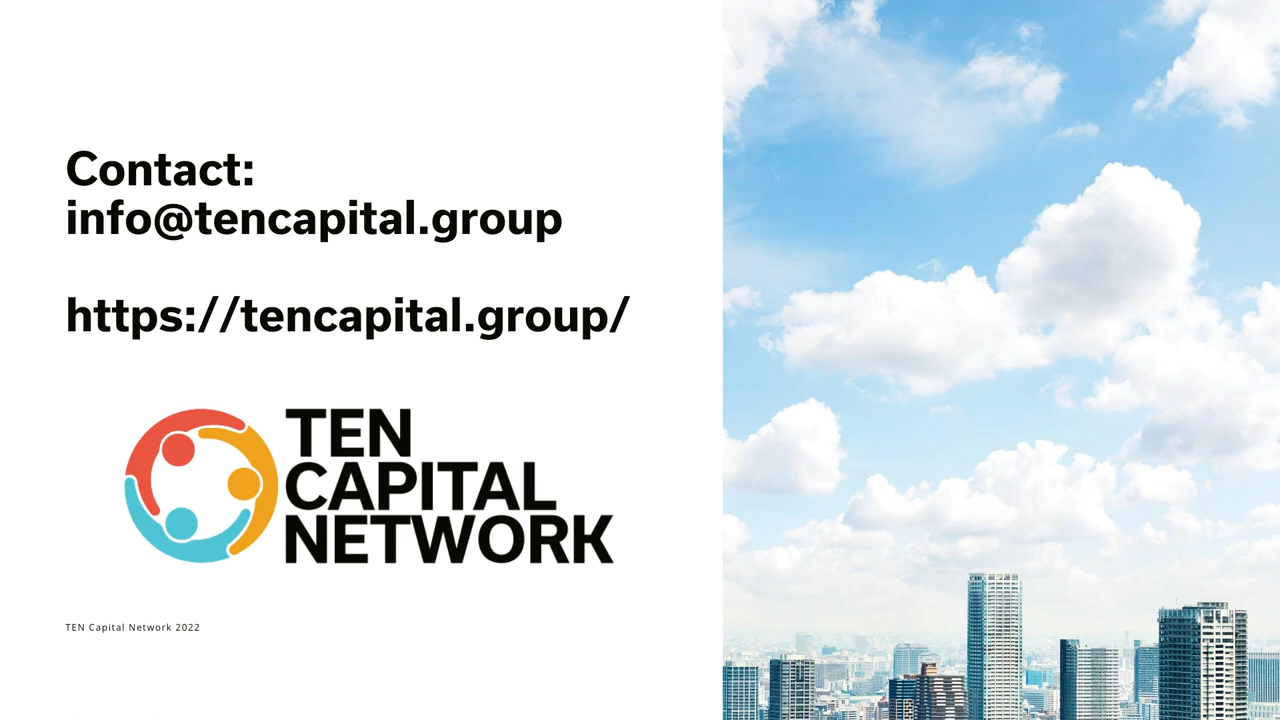 Contact:
info@tencapital.group
https://tencapital.group/
TEN
CAPITAL
NETWORK
TEN Capital Network 2022